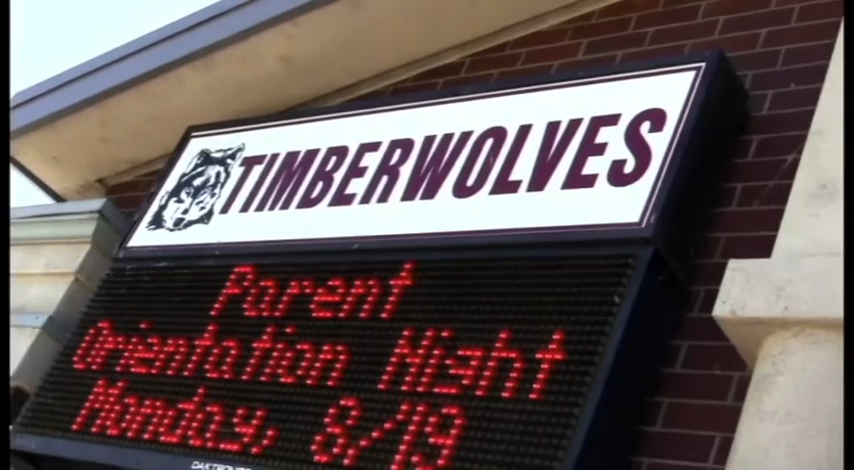 TIMBERWOLVES
Parent
Orientation Night
Monday, 8/19